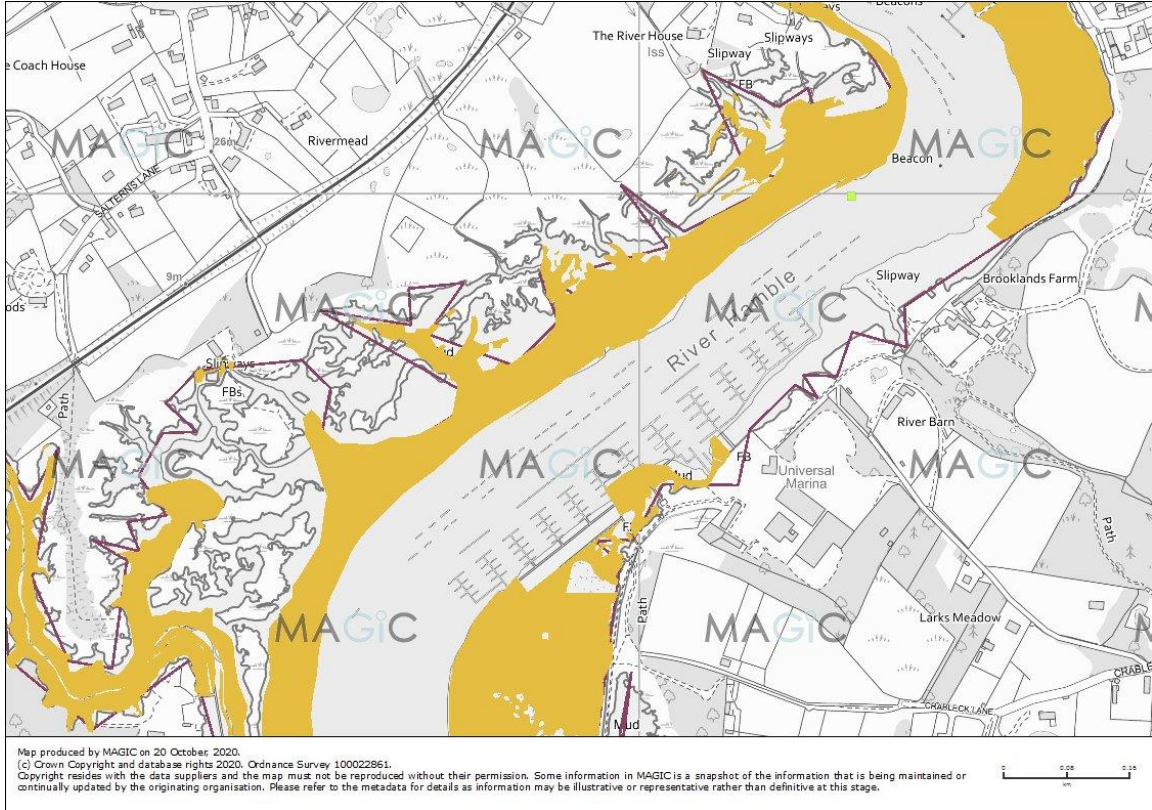 Beacons
Slipways
The River House
Slipways
Iss
Slipway
FB
e Coach House
MAGiC
MAGiC
MAGiC
26m
Rivermead
Beacon
SALTERNS LANE
9m
Slipway
Brooklands Farm
River Hamble
MAGiC
MAGiC
Slipways
FBs
Path
River Barn
MAGiC
MAGiC
MAGiC
FB
Mud
Universal
Marina
Path
MAGiC
MAGiC
Path
Larks Meadow
CRABLECK LANE
Mud
Map produced by MAGIC on 20 October, 2020.
(c) Crown Copyright and database rights 2020. Ordnance Survey 100022861.
Copyright resides with the data suppliers and the map must not be reproduced without their permission. Some information in MAGIC is a snapshot of the information that is being maintained or
continually updated by the originating organisation. Please refer to the metadata for details as information may be illustrative or representative rather than definitive at this stage.
0 0.08 0.16
km